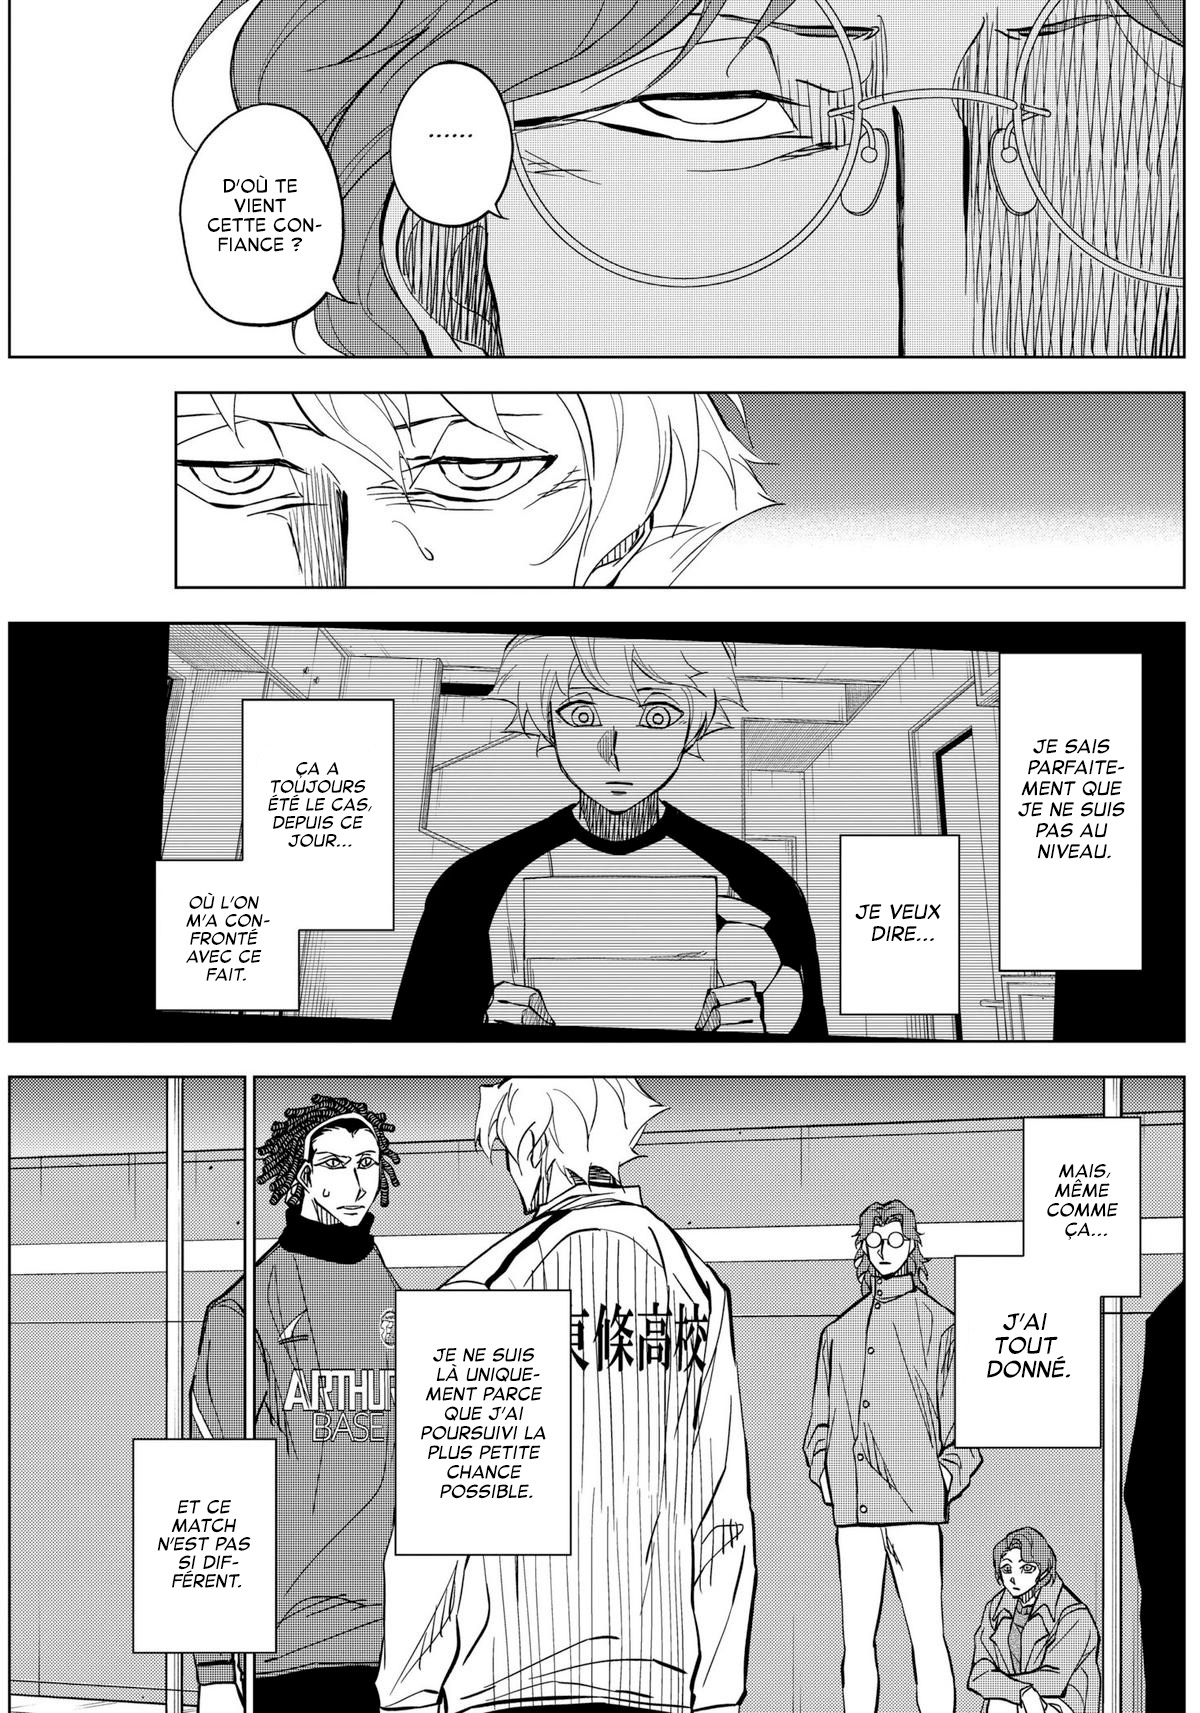 ......
D'OÙ TE
VIENT
CETTE CON-
FIANCE ?
JE SAIS
PARFAITE-
MENT QUE
JE NE SUIS
PAS AU
NIVEAU.
JE VEUX
DIRE...
ÇA A
TOUJOURS
ÉTÉ LE CAS,
DEPUIS CE
JOUR...
OÙ L'ON
M'A CON-
FRONTÉ
AVEC CE
FAIT.
MAIS,
MÊME
COMME
ÇA...
J'AI
TOUT
DONNÉ.
JE NE SUIS
LÀ UNIQUE-
MENT PARCE
QUE J'AI
POURSUIVI LA
PLUS PETITE
CHANCE
POSSIBLE.
ET CE
MATCH
N'EST PAS
SI DIF-
FÉRENT.
條高校
ARTHUR
BASE